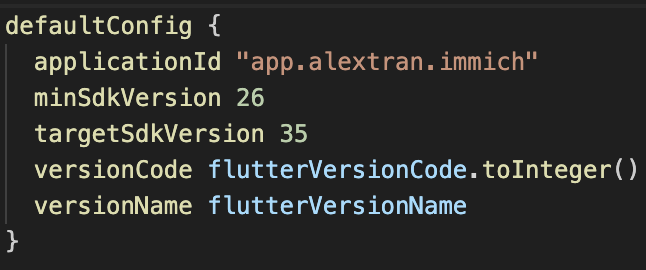 defaultConfig {
applicationId "app.alextran.immich"
minSdkVersion 26
targetSdkVersion 35
versionCode flutterVersionCode.toInteger()
versionName flutterVersionName
}